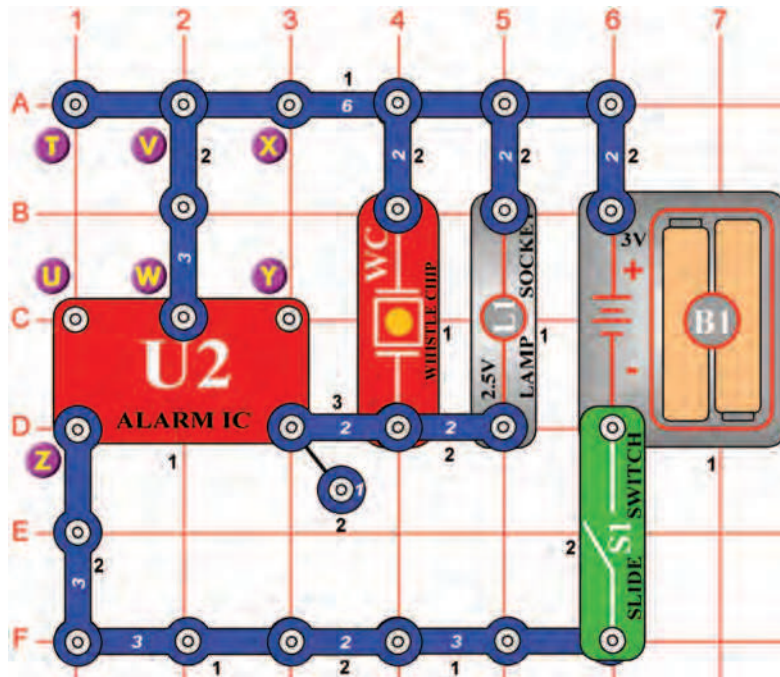 1 2 3 4 5 6 7
A
1
6
T V X
2 2 2 2 2 2
3
B
WC
WHISTLE CHIP
1
SOCKET
L1
LAMP
2.5V
1
3V
+
-
B1
1
U W Y
C
U2
ALARM IC
1
D
3
2 2
2
Z
1
2
E
3
2
SLIDE SWITCH
S1
2
F
3 2 3
1 2 1